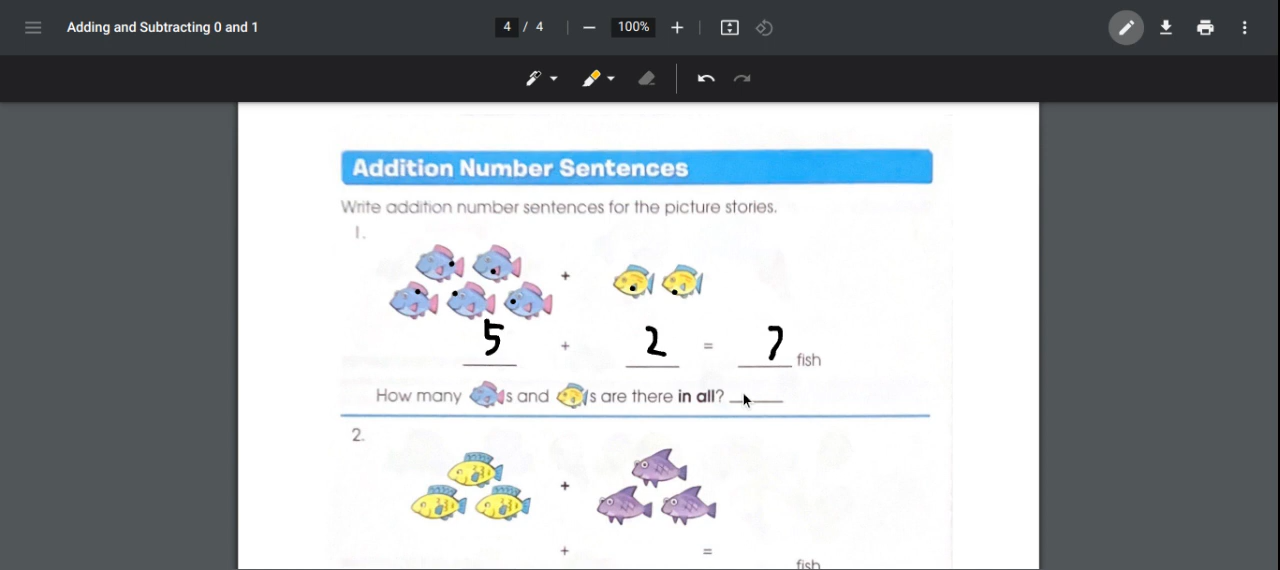 Adding and Subtracting 0 and 1
4 / 4
100%
Addition Number Sentences
Write addition number sentences for the picture stories.
1.
+
5 + 2 = 7 fish
How many s and s are there in all?
2.
+
+ =
fish